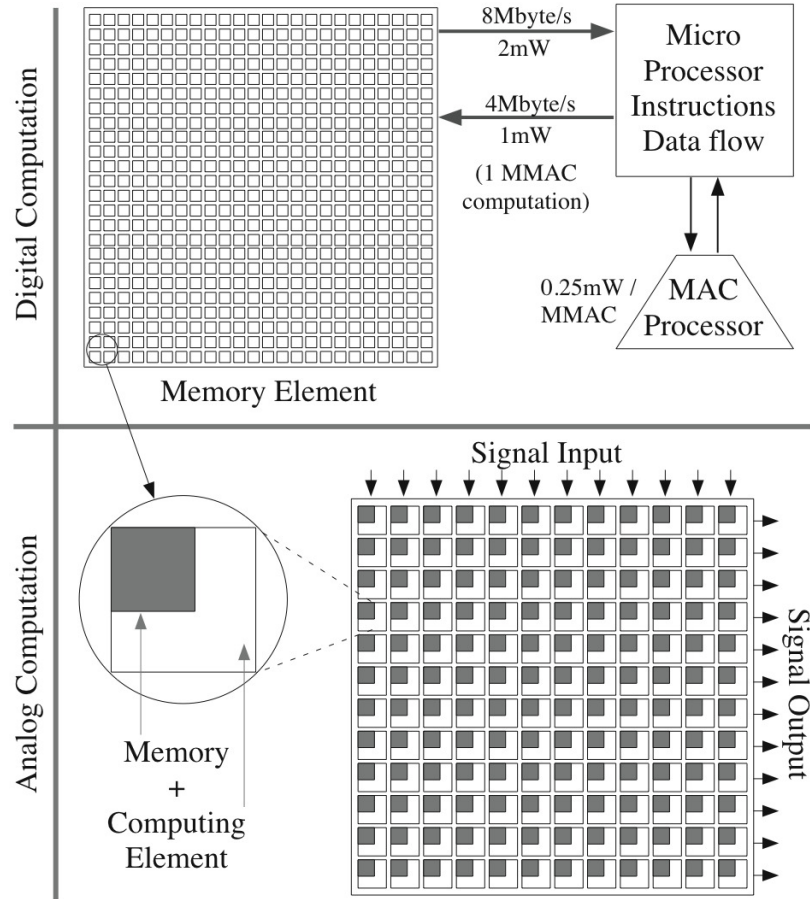 Digital Computation
8Mbyte/s
2mW
4Mbyte/s
1mW
(1 MMAC
computation)
Micro
Processor
Instructions
Data flow
0.25mW /
MMAC
MAC
Processor
Memory Element
Analog Computation
Signal Input
Signal Output
Memory
+
Computing
Element